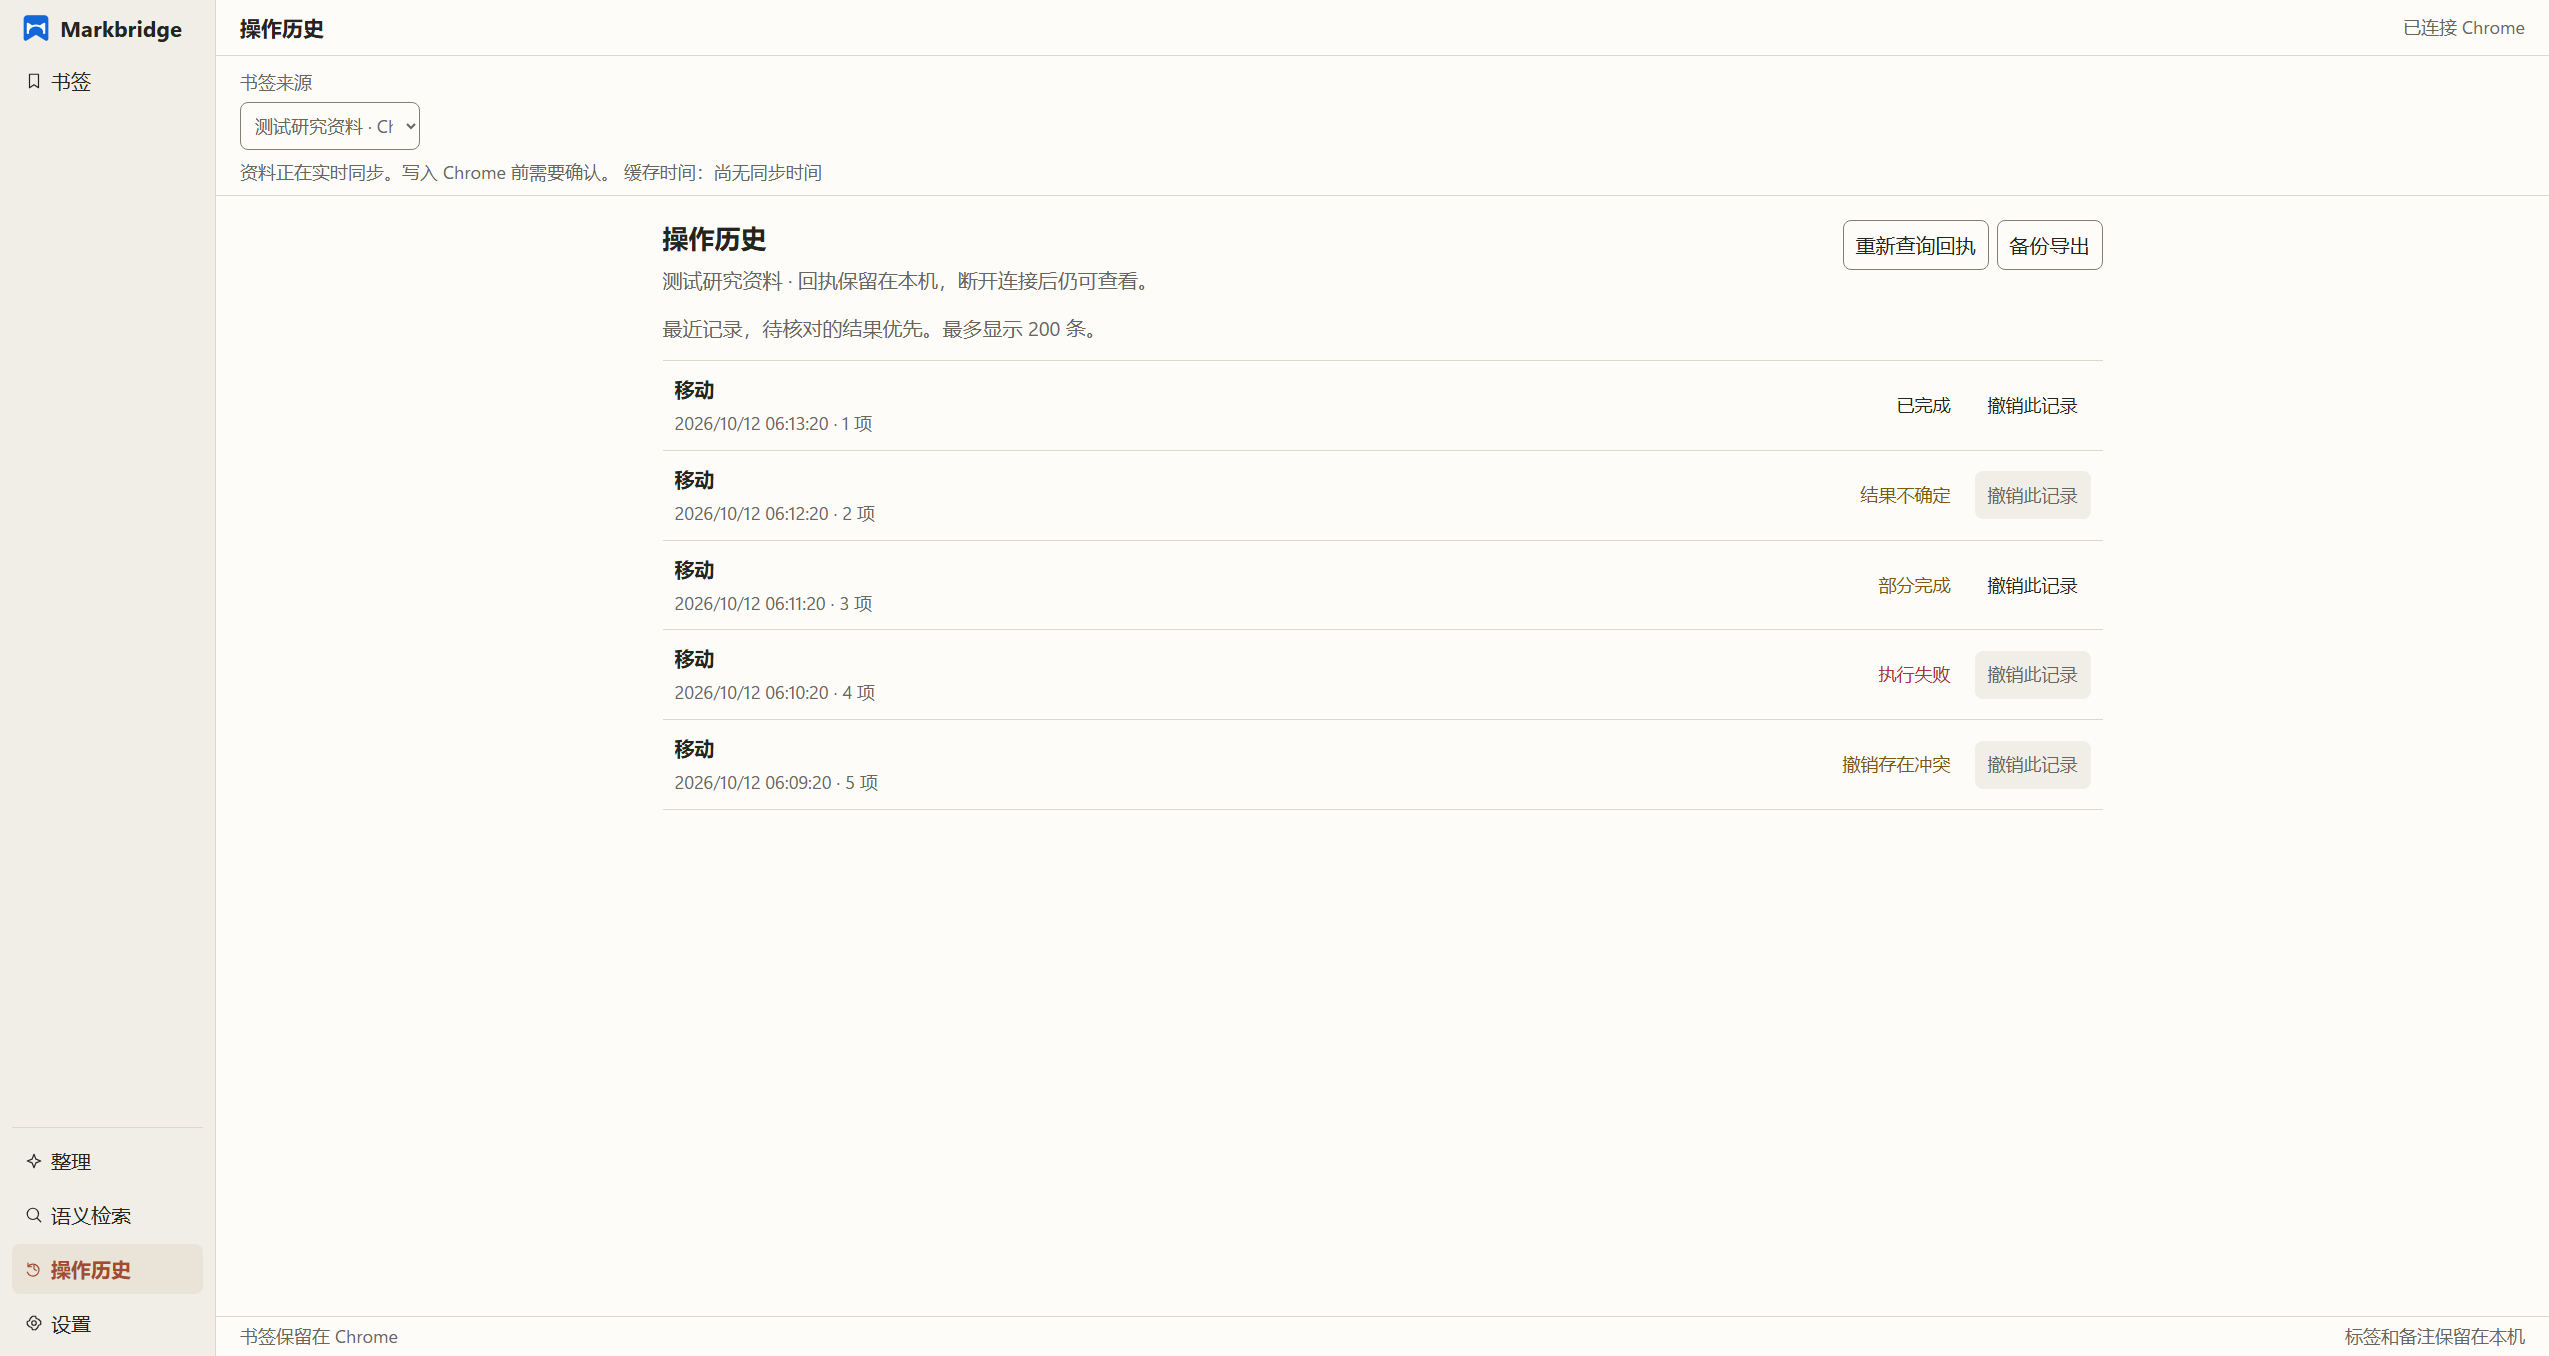 Markbridge
书签
整理
语义检索
操作历史
设置
操作历史
已连接 Chrome
书签来源
测试研究资料 · Ch
资料正在实时同步。写入 Chrome 前需要确认。 缓存时间：尚无同步时间
操作历史
重新查询回执
备份导出
测试研究资料 · 回执保留在本机，断开连接后仍可查看。
最近记录，待核对的结果优先。最多显示 200 条。
移动
2026/10/12 06:13:20 · 1 项
已完成
撤销此记录
移动
2026/10/12 06:12:20 · 2 项
结果不确定
撤销此记录
移动
2026/10/12 06:11:20 · 3 项
部分完成
撤销此记录
移动
2026/10/12 06:10:20 · 4 项
执行失败
撤销此记录
移动
2026/10/12 06:09:20 · 5 项
撤销存在冲突
撤销此记录
书签保留在 Chrome
标签和备注保留在本机